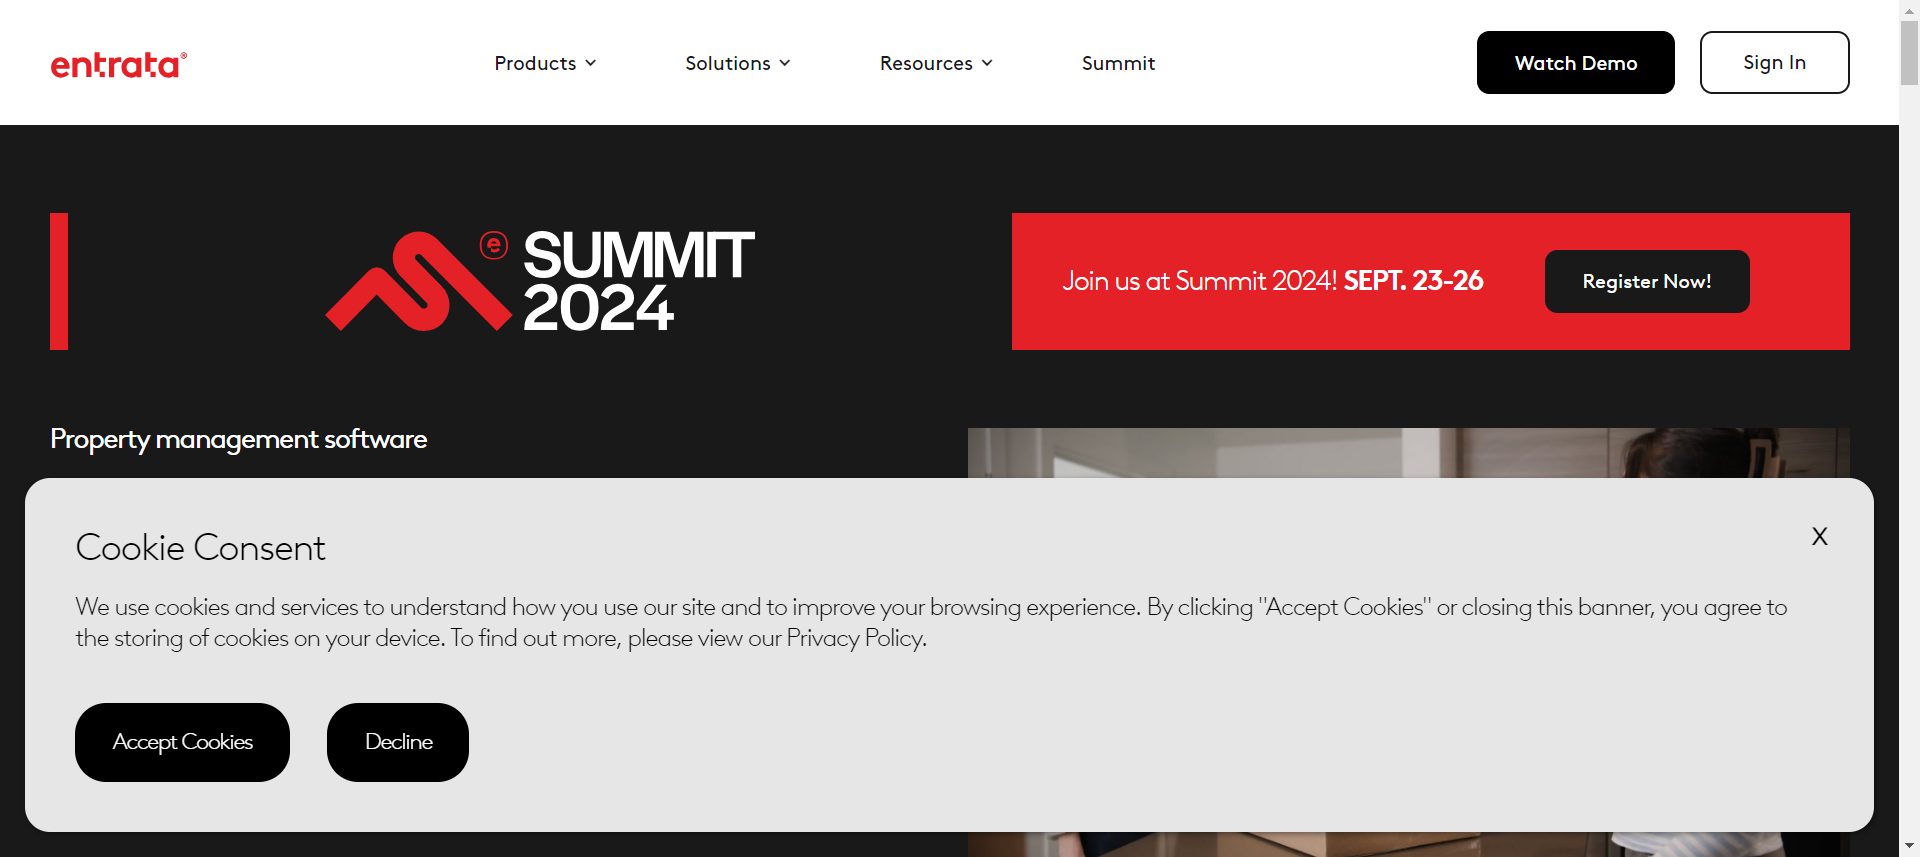 entrata®
Products
Solutions
Resources
Summit
Watch Demo
Sign In
e
SUMMIT
2024
Join us at Summit 2024! SEPT. 23-26
Register Now!
Property management software
Cookie Consent
X
We use cookies and services to understand how you use our site and to improve your browsing experience. By clicking "Accept Cookies" or closing this banner, you agree to
the storing of cookies on your device. To find out more, please view our Privacy Policy.
Accept Cookies
Decline